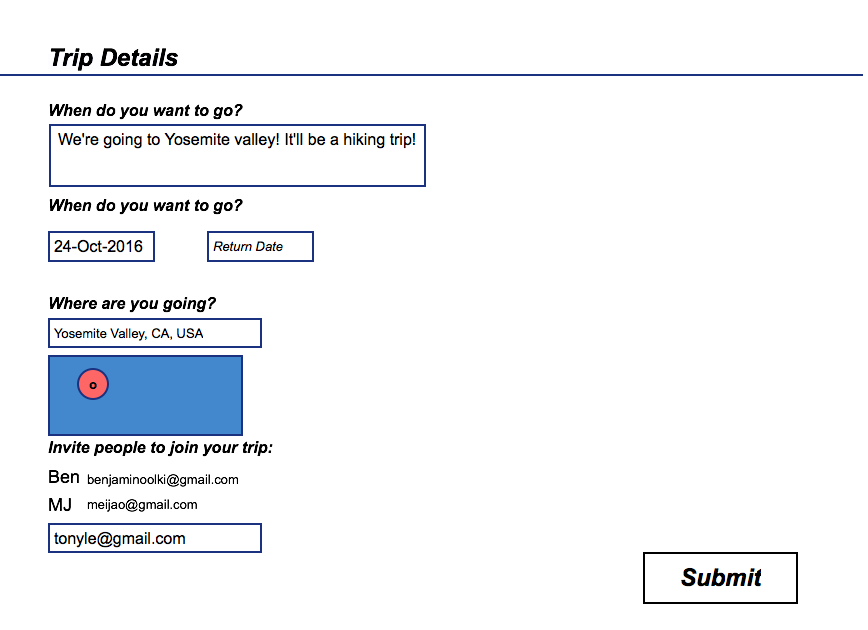 Trip Details
When do you want to go?
We're going to Yosemite valley! It'll be a hiking trip!
When do you want to go?
24-Oct-2016 Return Date
Where are you going?
Yosemite Valley, CA, USA
o
Invite people to join your trip:
Ben benjaminoolki@gmail.com
MJ meijao@gmail.com
tonyle@gmail.com
Submit